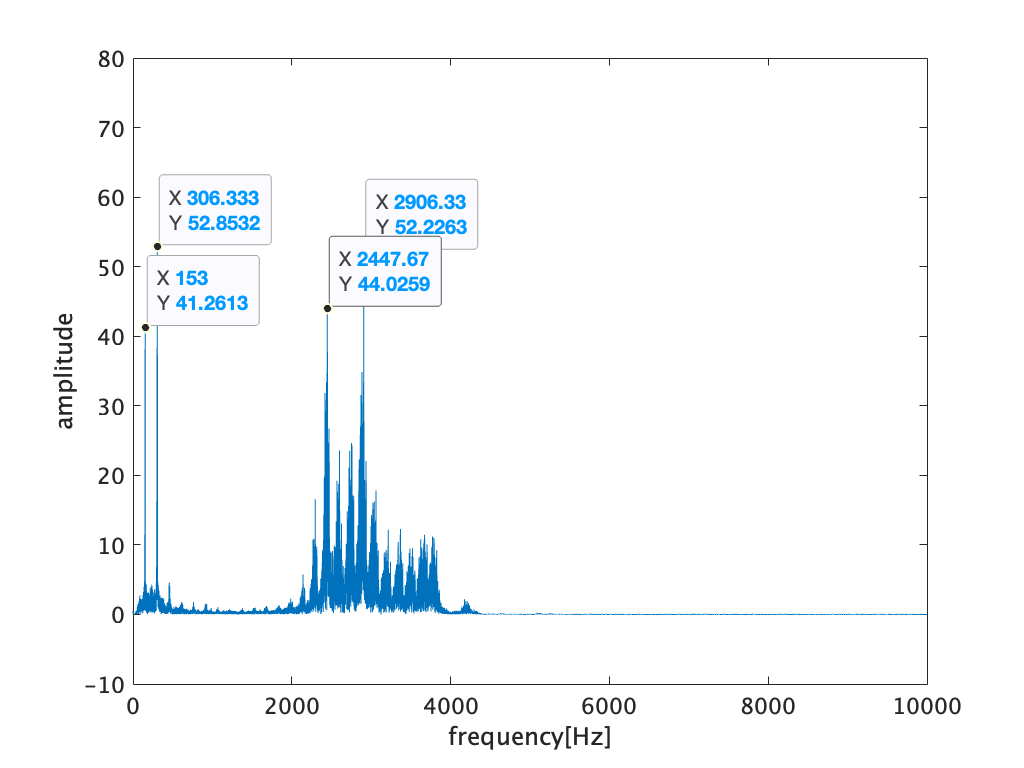 80
70
60
50
40
30
20
10
0
−10
amplitude
X 306.333
Y 52.8532
X 2906.33
Y 52.2263
X 153
Y 41.2613
X 2447.67
Y 44.0259
0 2000 4000 6000 8000 10000
frequency[Hz]